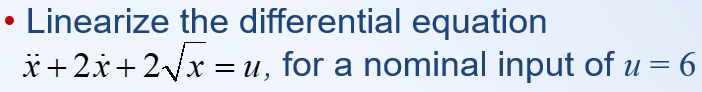 • Linearize the differential equation
ẍ + 2ẋ + 2√x = u, for a nominal input of u = 6